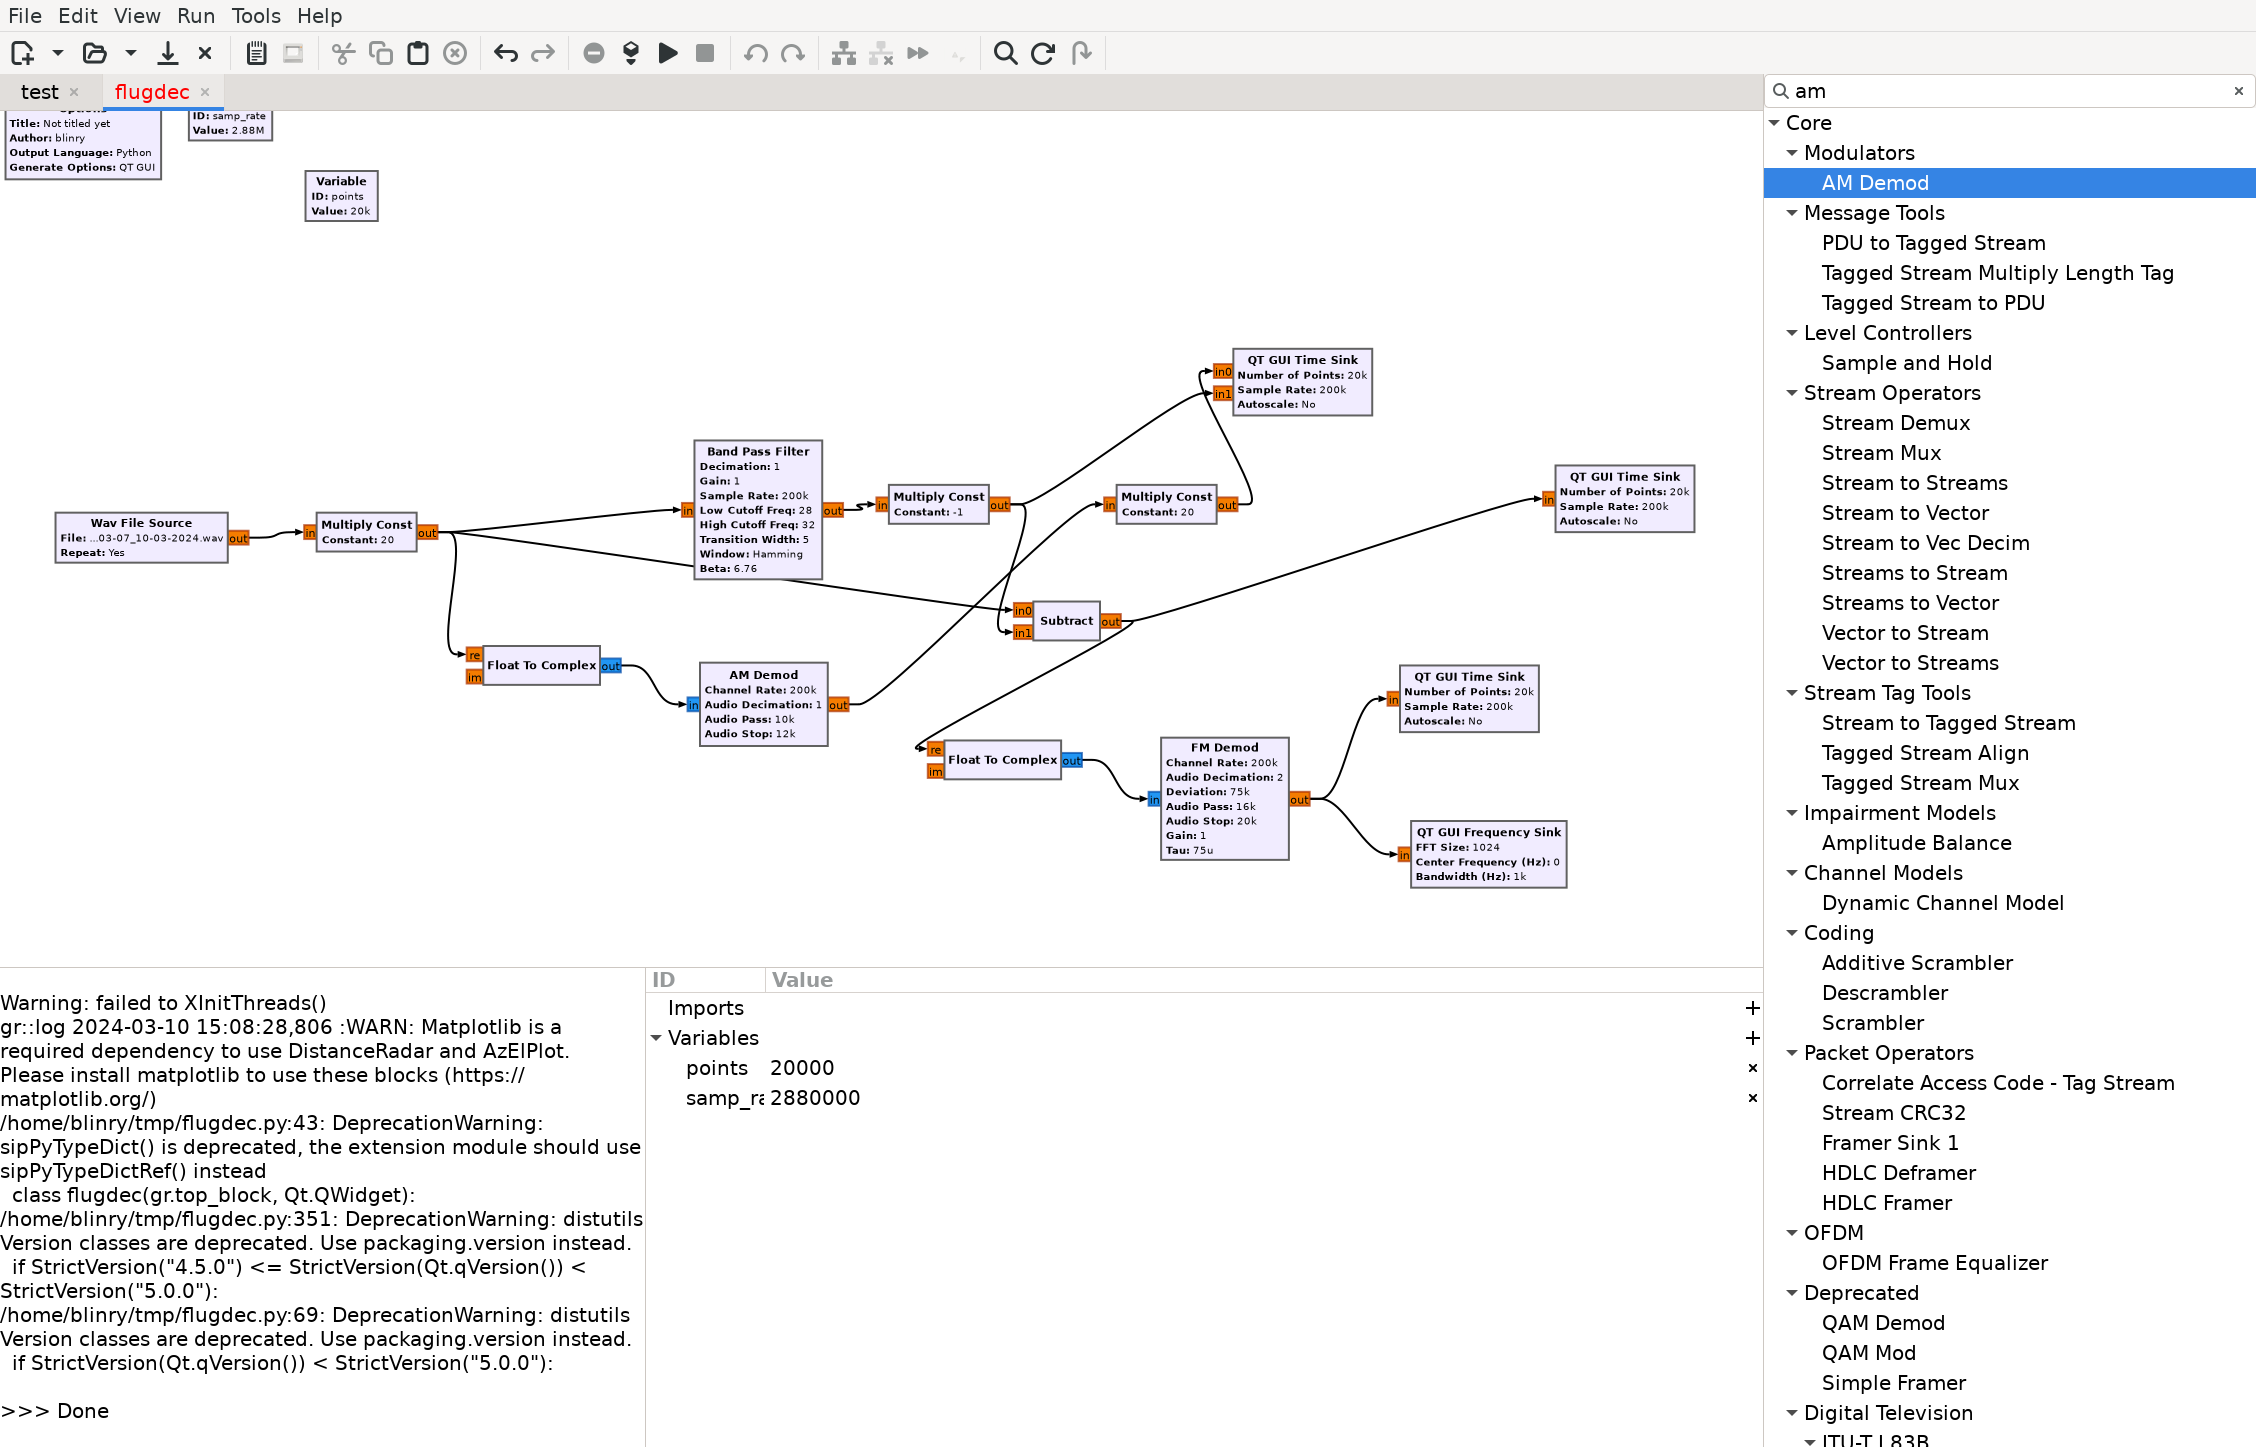 File Edit View Run Tools Help
test flugdec
am
Title: Not titled yet
Author: blinry
Output Language: Python
Generate Options: QT GUI
ID: samp_rate
Value: 2.88M
Variable
ID: points
Value: 20k
QT GUI Time Sink
Number of Points: 20k
Sample Rate: 200k
Autoscale: No
in0
in1
Band Pass Filter
Decimation: 1
Gain: 1
Sample Rate: 200k
Low Cutoff Freq: 28
High Cutoff Freq: 32
Transition Width: 5
Window: Hamming
Beta: 6.76
in
out
Multiply Const
Constant: -1
in
out
Multiply Const
Constant: 20
in
out
QT GUI Time Sink
Number of Points: 20k
Sample Rate: 200k
Autoscale: No
in
Wav File Source
File: ...03-07_10-03-2024.wav
Repeat: Yes
out
Multiply Const
Constant: 20
in
out
Subtract
in0
in1
out
Float To Complex
re
im
out
AM Demod
Channel Rate: 200k
Audio Decimation: 1
Audio Pass: 10k
Audio Stop: 12k
in
out
QT GUI Time Sink
Number of Points: 20k
Sample Rate: 200k
Autoscale: No
in
Float To Complex
re
im
out
FM Demod
Channel Rate: 200k
Audio Decimation: 2
Deviation: 75k
Audio Pass: 16k
Audio Stop: 20k
Gain: 1
Tau: 75u
in
out
QT GUI Frequency Sink
FFT Size: 1024
Center Frequency (Hz): 0
Bandwidth (Hz): 1k
in
Warning: failed to XInitThreads()
gr::log 2024-03-10 15:08:28,806 :WARN: Matplotlib is a
required dependency to use DistanceRadar and AzElPlot.
Please install matplotlib to use these blocks (https://
matplotlib.org/)
/home/blinry/tmp/flugdec.py:43: DeprecationWarning:
sipPyTypeDict() is deprecated, the extension module should use
sipPyTypeDictRef() instead
class flugdec(gr.top_block, Qt.QWidget):
/home/blinry/tmp/flugdec.py:351: DeprecationWarning: distutils
Version classes are deprecated. Use packaging.version instead.
if StrictVersion("4.5.0") <= StrictVersion(Qt.qVersion()) <
StrictVersion("5.0.0"):
/home/blinry/tmp/flugdec.py:69: DeprecationWarning: distutils
Version classes are deprecated. Use packaging.version instead.
if StrictVersion(Qt.qVersion()) < StrictVersion("5.0.0"):
>>> Done
ID Value
Imports
Variables
points 20000
samp_ra 2880000
Core
Modulators
AM Demod
Message Tools
PDU to Tagged Stream
Tagged Stream Multiply Length Tag
Tagged Stream to PDU
Level Controllers
Sample and Hold
Stream Operators
Stream Demux
Stream Mux
Stream to Streams
Stream to Vector
Stream to Vec Decim
Streams to Stream
Streams to Vector
Vector to Stream
Vector to Streams
Stream Tag Tools
Stream to Tagged Stream
Tagged Stream Align
Tagged Stream Mux
Impairment Models
Amplitude Balance
Channel Models
Dynamic Channel Model
Coding
Additive Scrambler
Descrambler
Scrambler
Packet Operators
Correlate Access Code - Tag Stream
Stream CRC32
Framer Sink 1
HDLC Deframer
HDLC Framer
OFDM
OFDM Frame Equalizer
Deprecated
QAM Demod
QAM Mod
Simple Framer
Digital Television
ITU-T J.83B